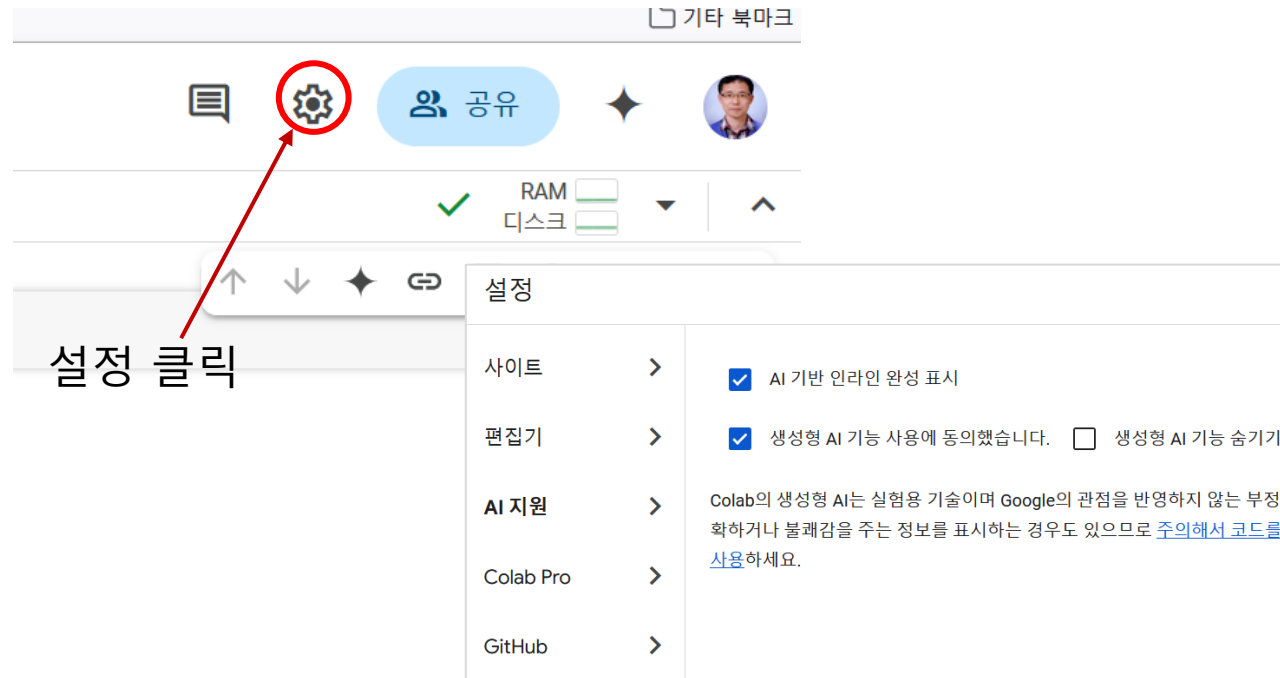 기타 북마크
공유
RAM
디스크
설정 클릭
설정
사이트
편집기
AI 지원
Colab Pro
GitHub
AI 기반 인라인 완성 표시
생성형 AI 기능 사용에 동의했습니다. 생성형 AI 기능 숨기기
Colab의 생성형 AI는 실험용 기술이며 Google의 관점을 반영하지 않는 부정
확하거나 불쾌감을 주는 정보를 표시하는 경우도 있으므로 주의해서 코드를
사용하세요.